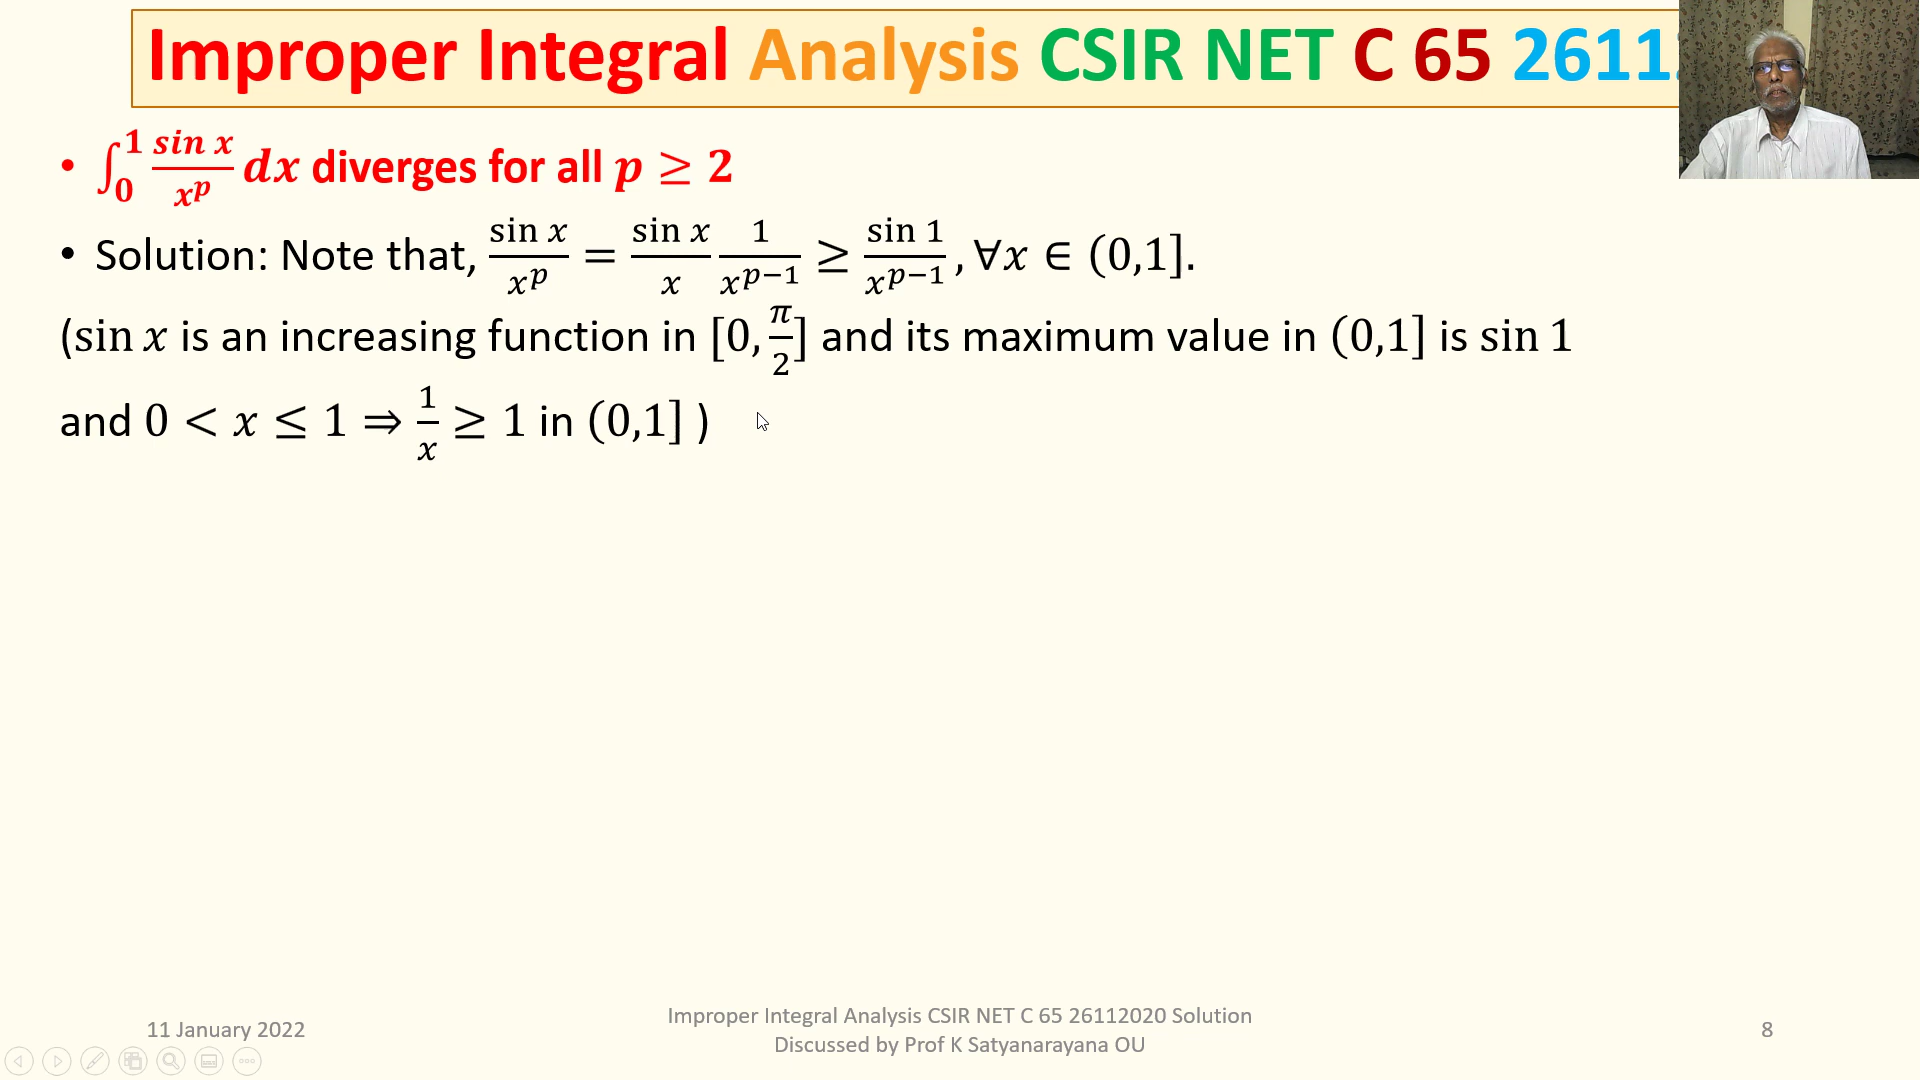 Improper Integral Analysis CSIR NET C 65 2611
• ∫₀¹ sin x / xᵖ dx diverges for all p ≥ 2
• Solution: Note that, sin x / xᵖ = sin x / x 1 / xᵖ⁻¹ ≥ sin 1 / xᵖ⁻¹, ∀x ∈ (0,1].
(sin x is an increasing function in [0, π/2] and its maximum value in (0,1] is sin 1
and 0 < x ≤ 1 ⇒ 1/x ≥ 1 in (0,1] )
11 January 2022
Improper Integral Analysis CSIR NET C 65 26112020 Solution
Discussed by Prof K Satyanarayana OU
8